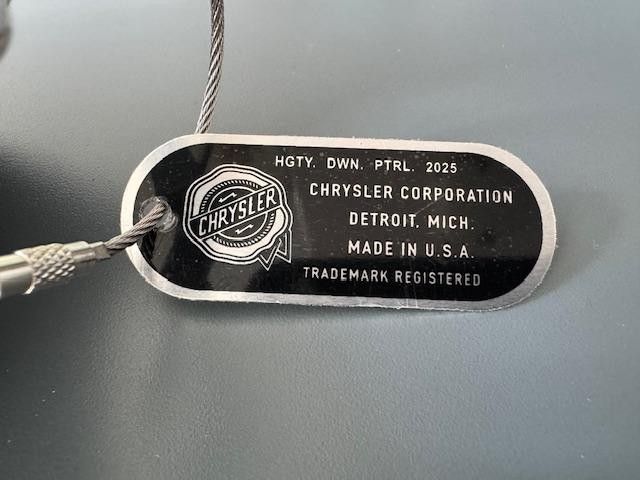 HGTY. DWN. PTRL. 2025
CHRYSLER
CHRYSLER CORPORATION
DETROIT, MICH.
MADE IN U.S.A.
TRADEMARK REGISTERED